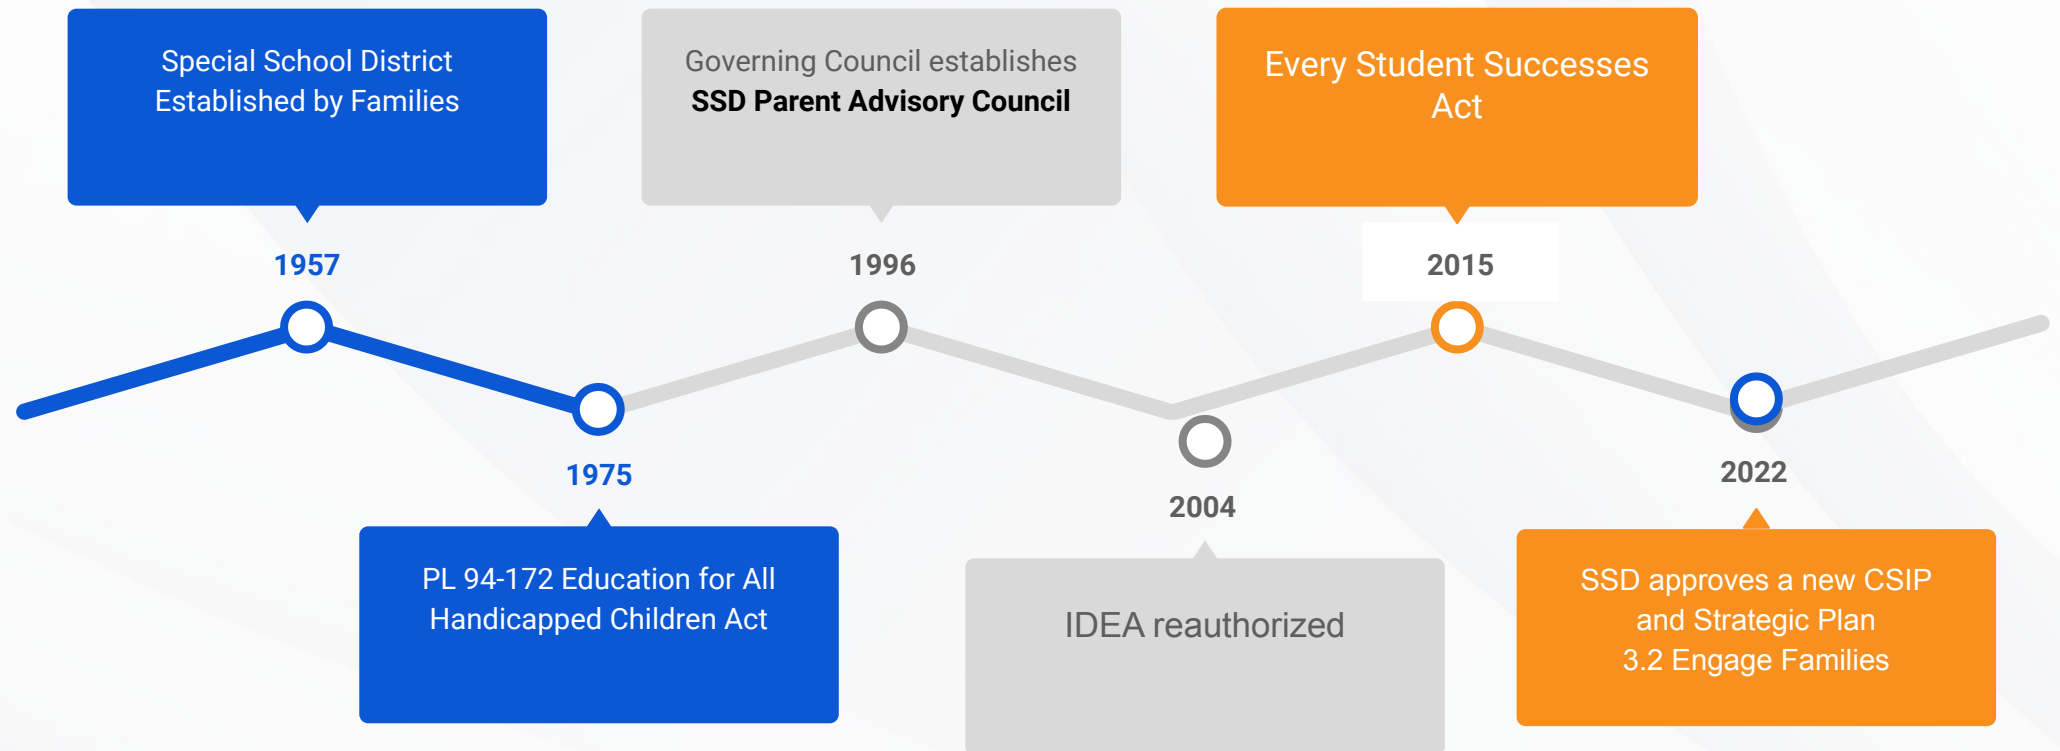 Special School District
Established by Families
1957
PL 94-172 Education for All
Handicapped Children Act
1975
Governing Council establishes
SSD Parent Advisory Council
1996
IDEA reauthorized
2004
Every Student Successes
Act
2015
SSD approves a new CSIP
and Strategic Plan
3.2 Engage Families
2022